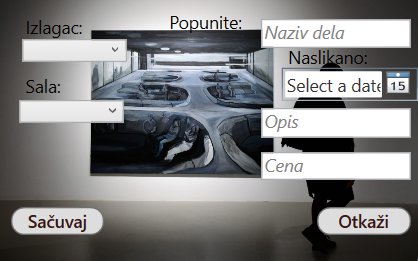 Izlagac:
Popunite:
Naziv dela
Naslikano:
Sala:
Select a date
15
Opis
Cena
Sačuvaj
Otkaži